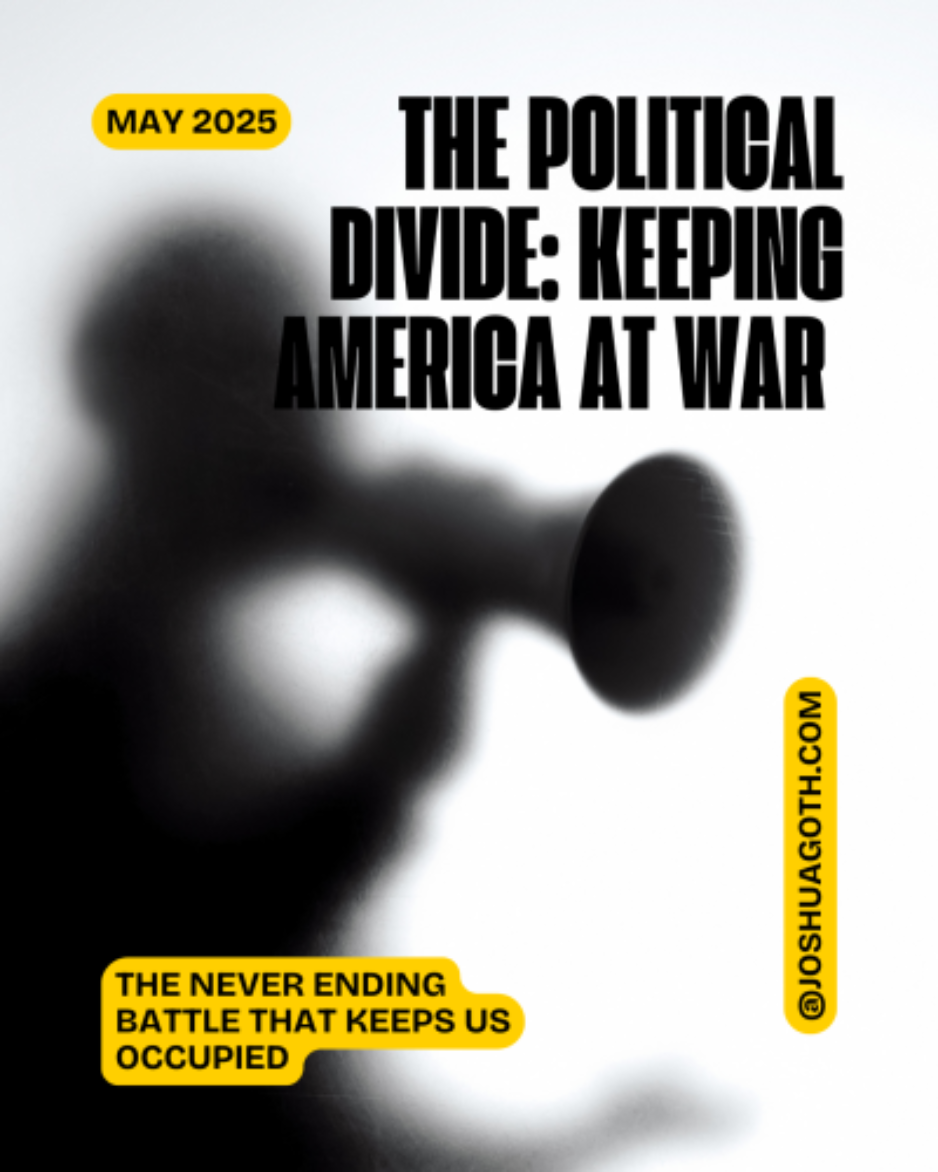 MAY 2025
THE POLITICAL
DIVIDE: KEEPING
AMERICA AT WAR
@JOSHUAGOTH.COM
THE NEVER ENDING
BATTLE THAT KEEPS US
OCCUPIED